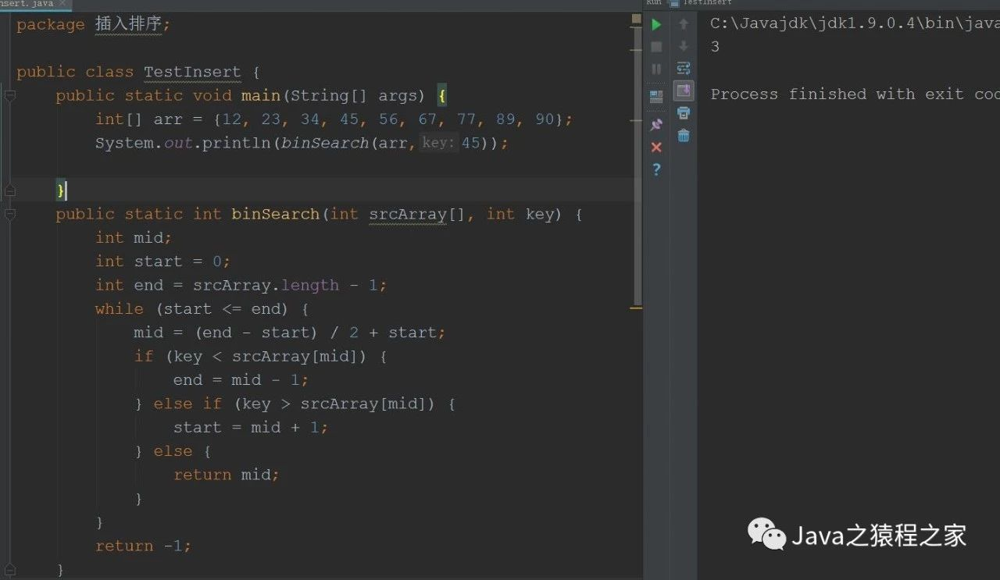 nsert.java
package 插入排序;
public class TestInsert {
public static void main(String[] args) {
int[] arr = {12, 23, 34, 45, 56, 67, 77, 89, 90};
System.out.println(binSearch(arr, key: 45));
}
public static int binSearch(int srcArray[], int key) {
int mid;
int start = 0;
int end = srcArray.length - 1;
while (start <= end) {
mid = (end - start) / 2 + start;
if (key < srcArray[mid]) {
end = mid - 1;
} else if (key > srcArray[mid]) {
start = mid + 1;
} else {
return mid;
}
}
return -1;
}
Run TestInsert
C:\Javajdk\jdk1.9.0.4\bin\java
3
Process finished with exit cod
Java之猿程之家